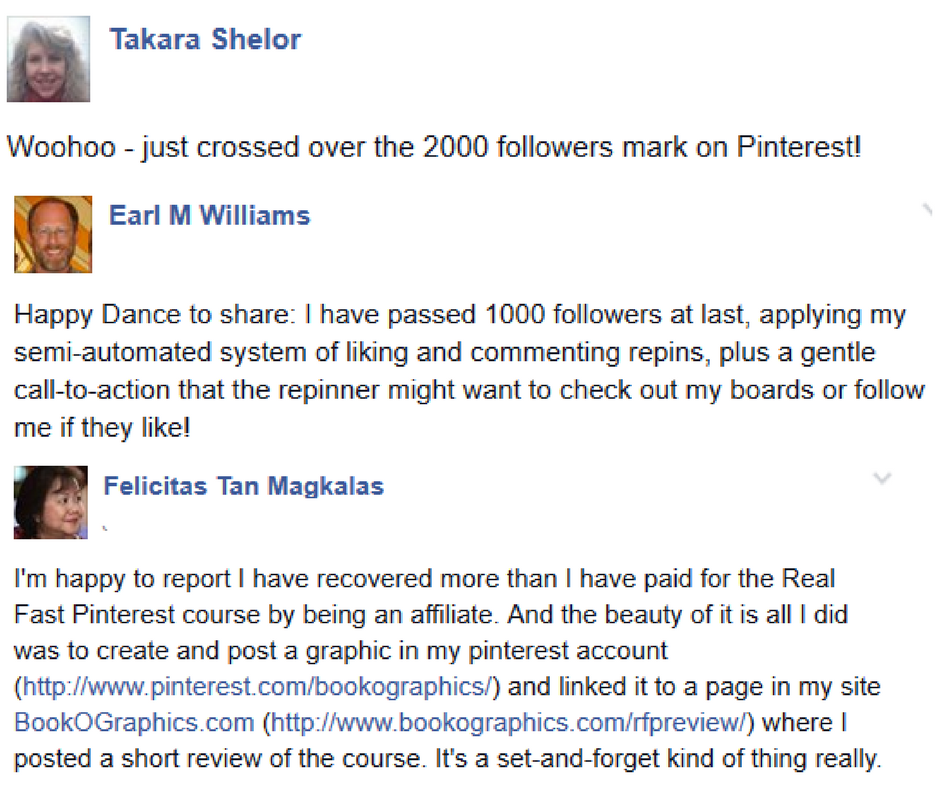 Takara Shelor
Woohoo - just crossed over the 2000 followers mark on Pinterest!
Earl M Williams
Happy Dance to share: I have passed 1000 followers at last, applying my
semi-automated system of liking and commenting repins, plus a gentle
call-to-action that the repinner might want to check out my boards or follow
me if they like!
Felicitas Tan Magkalas
I'm happy to report I have recovered more than I have paid for the Real
Fast Pinterest course by being an affiliate. And the beauty of it is all I did
was to create and post a graphic in my pinterest account
(http://www.pinterest.com/bookographics/) and linked it to a page in my site
BookOGraphics.com (http://www.bookographics.com/rfpreview/) where I
posted a short review of the course. It's a set-and-forget kind of thing really.